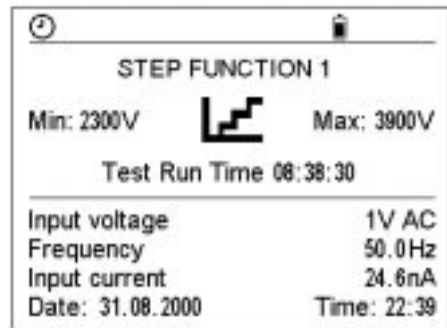 STEP FUNCTION 1
Min: 2300V Max: 3900V
Test Run Time 08:38:30
Input voltage 1V AC
Frequency 50.0Hz
Input current 24.6nA
Date: 31.08.2000 Time: 22:39